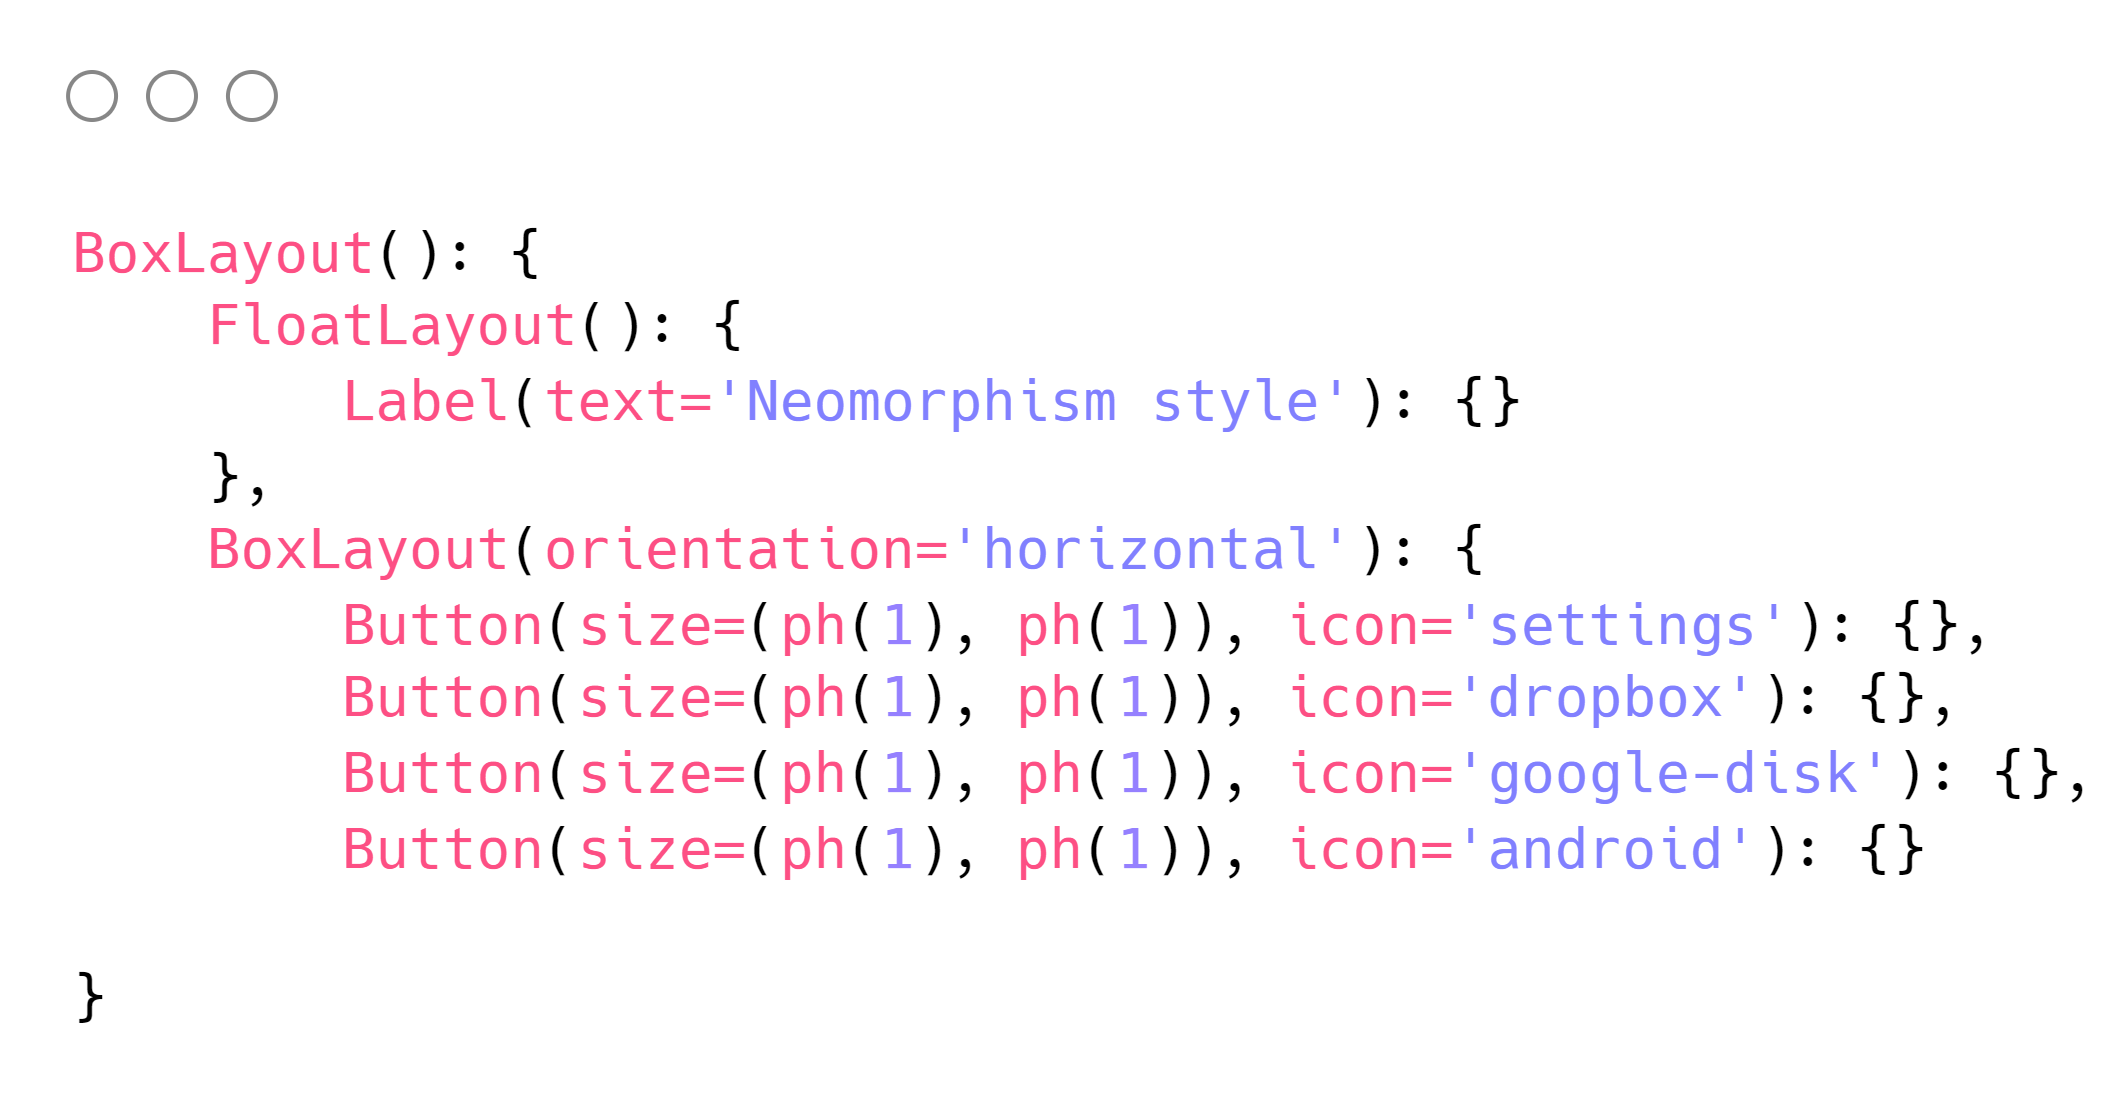 BoxLayout(): {
    FloatLayout(): {
        Label(text='Neomorphism style'): {}
    },
    BoxLayout(orientation='horizontal'): {
        Button(size=(ph(1), ph(1)), icon='settings'): {},
        Button(size=(ph(1), ph(1)), icon='dropbox'): {},
        Button(size=(ph(1), ph(1)), icon='google-disk'): {},
        Button(size=(ph(1), ph(1)), icon='android'): {}
}